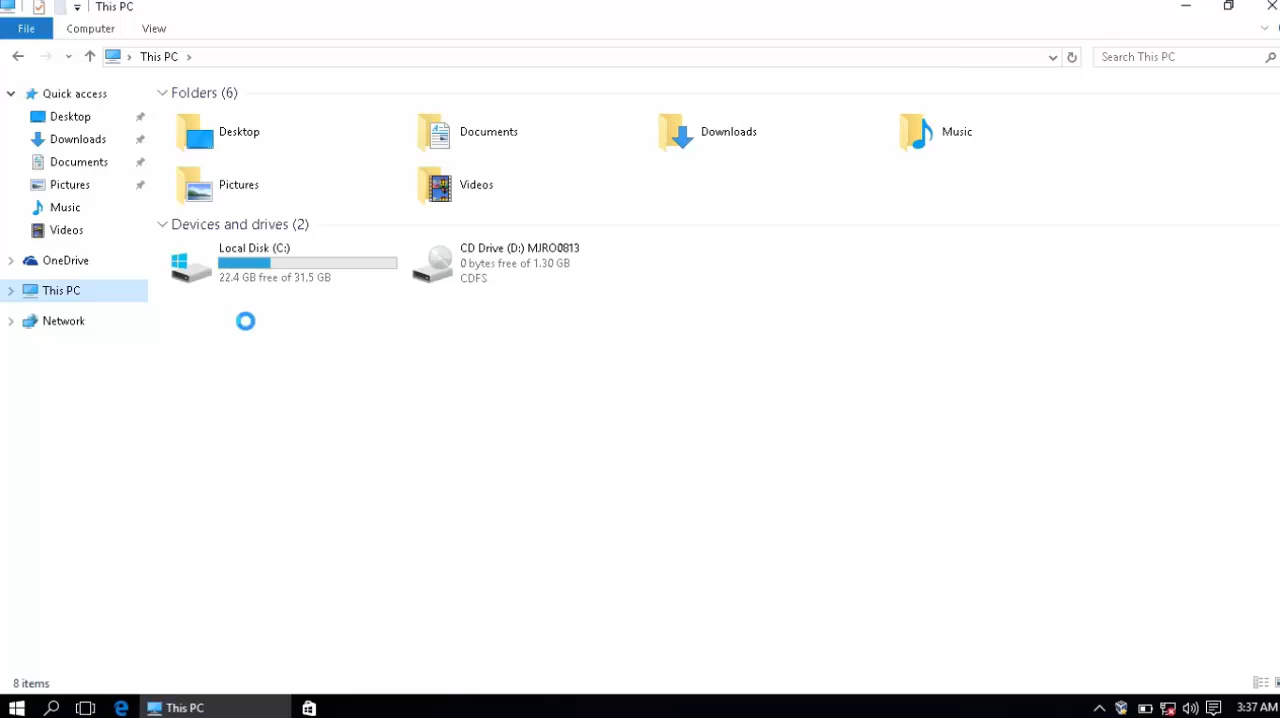 This PC
File Computer View
This PC
Search This PC
Quick access
Desktop
Downloads
Documents
Pictures
Music
Videos
OneDrive
This PC
Network
Folders (6)
Desktop
Documents
Downloads
Music
Pictures
Videos
Devices and drives (2)
Local Disk (C:)
22.4 GB free of 31.5 GB
CD Drive (D:) MJRO0813
0 bytes free of 1.30 GB
CDFS
8 items
This PC
3:37 AM